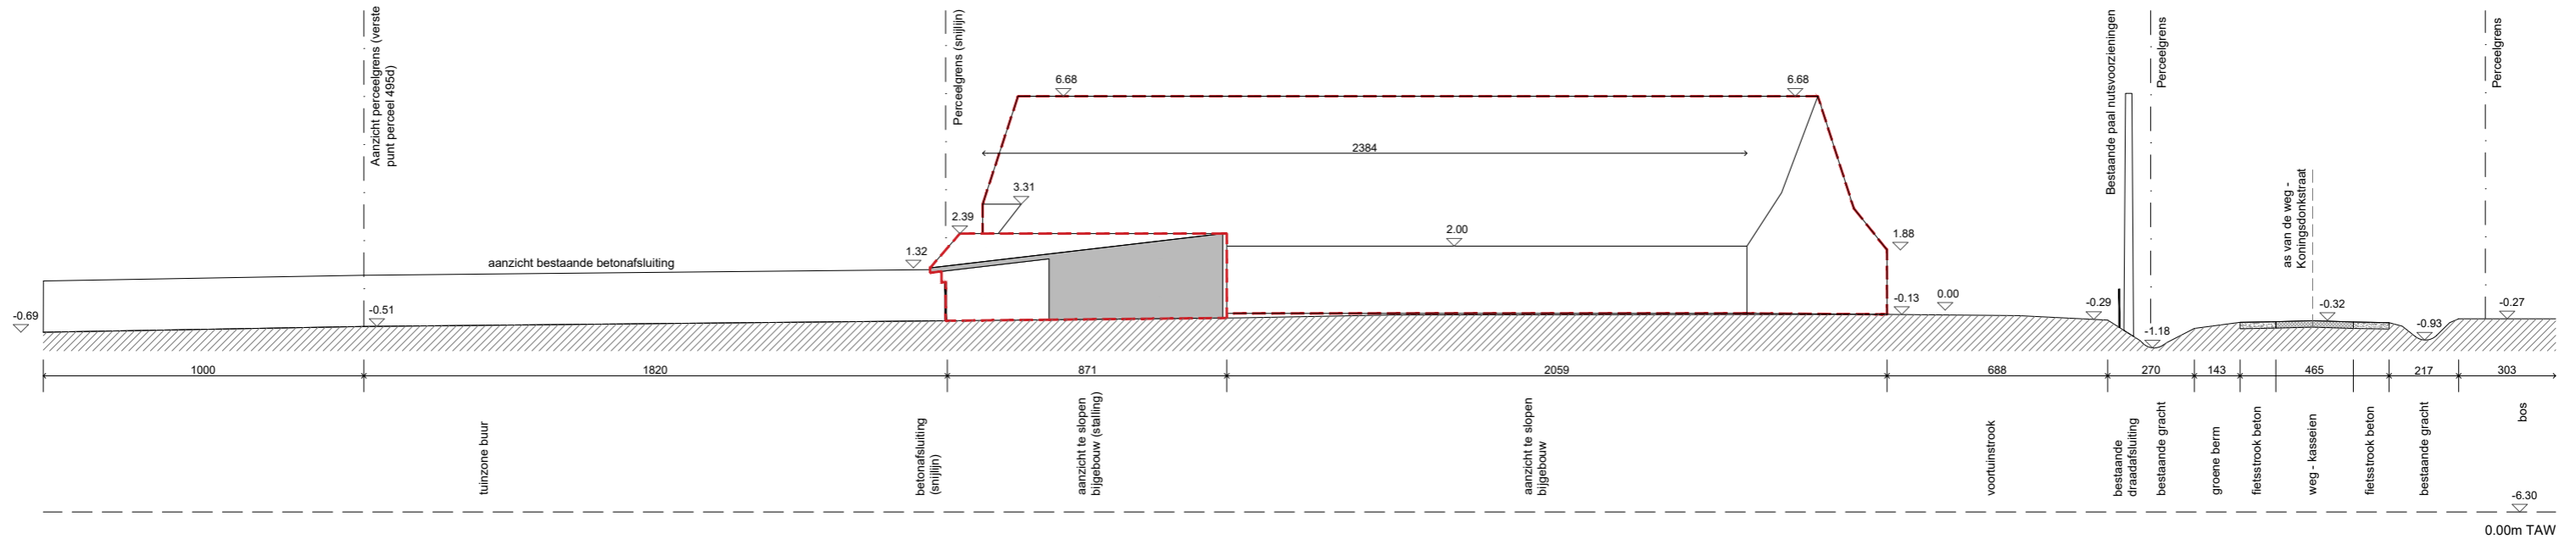 Aanzicht perceelgrens (verste
punt perceel 495d)
Perceelgrens (snijlijn)
Bestaande paal nutsvoorzieningen
Perceelgrens
Perceelgrens
6.68
6.68
2384
3.31
2.39
2.00
1.88
1.32
aanzicht bestaande betonafsluiting
as van de weg -
Koningsdonkstraat
-0.69
-0.51
-0.13
0.00
-0.29
-1.18
-0.32
-0.93
-0.27
1000
1820
871
2059
688
270
143
465
217
303
tuinzone buur
betonafsluiting
(snijlijn)
aanzicht te slopen
bijgebouw (stalling)
aanzicht te slopen
bijgebouw
voortuinstrook
bestaande
draadafsluiting
bestaande gracht
groene berm
fietsstrook beton
weg - kasseien
fietsstrook beton
bestaande gracht
bos
-6.30
0.00m TAW